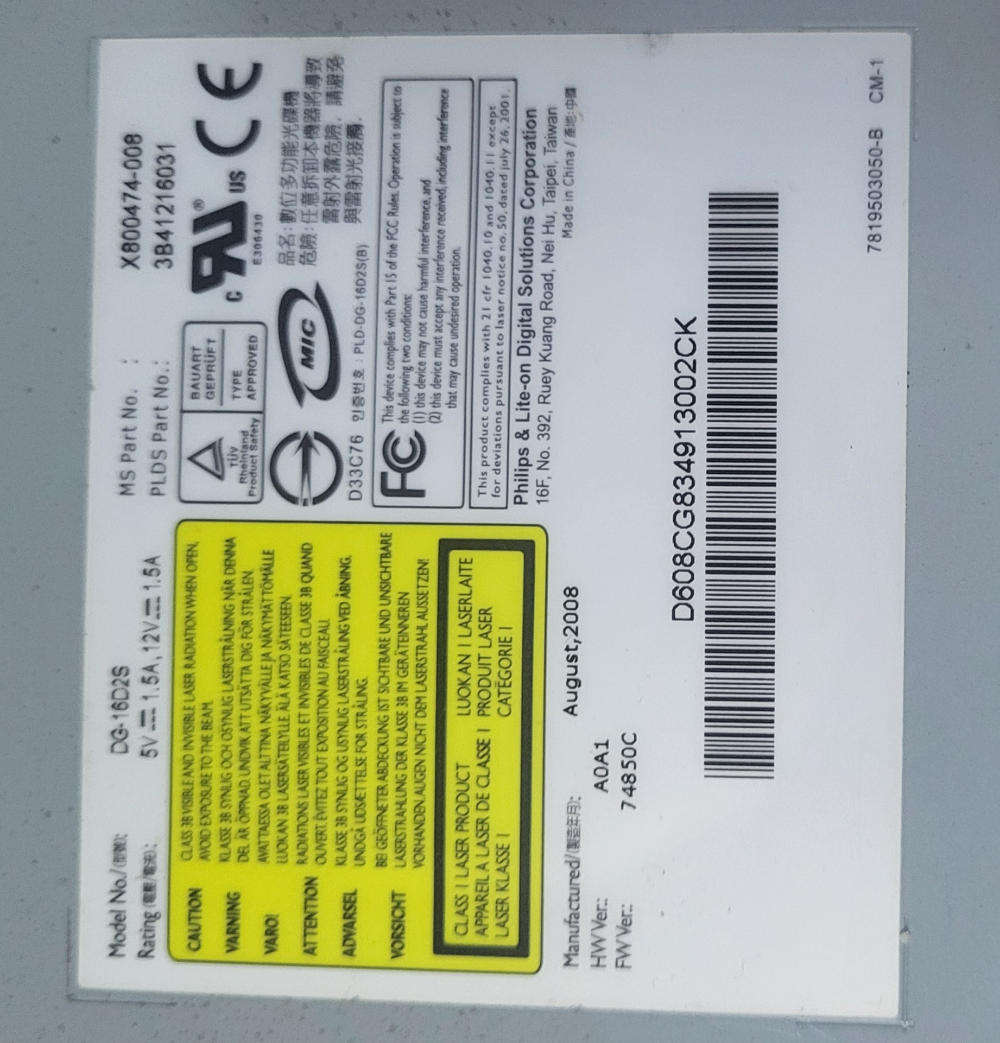 Model No./(型號): DG-16D2S
Rating(電壓/電流): 5V⎓1.5A,12V⎓1.5A
MS Part No. : X800474-008
PLDS Part No.: 3B41216031
CAUTION CLASS 3B VISIBLE AND INVISIBLE LASER RADIATION WHEN OPEN,
AVOID EXPOSURE TO THE BEAM.
VARNING KLASSE 3B SYNLIG OCH OSYNLIG LASERSTRÅLNING NÄR DENNA
DEL ÄR ÖPPNAD. UNDVIK ATT UTSÄTTA DIG FÖR STRÅLEN.
VARO! AVATTAESSA OLET ALTTINA NÄKYVÄLLE JA NÄKYMÄTTÖMÄLLE
LUOKAN 3B LASERSÄTEILYLLE ÄLÄ KATSO SÄTEESEEN.
ATTENTION RADIATIONS LASER VISIBLES ET INVISIBLES DE CLASSE 3B QUAND
OUVERT ÉVITEZ TOUT EXPOSITION AU FAISCEAU.
ADVARSEL KLASSE 3B SYNLIG OG USYNLIG LASERSTRÅLING VED ÅBNING.
UNDGÅ UDSÆTTELSE FOR STRÅLING.
VORSICHT BEI GEÖFFNETER ABDECKUNG IST SICHTBARE UND UNSICHTBARE
LASERSTRAHLUNG DER KLASSE 3B IM GERÄTEINNEREN
VORHANDEN.AUGEN NICHT DEM LASERSTRAHL AUSSETZEN!
CLASS 1 LASER PRODUCT LUOKAN 1 LASERLAITE
APPAREIL A LASER DE CLASSE 1 PRODUIT LASER
LASER KLASSE 1 CATÉGORIE 1
TÜV
Rheinland
Product Safety
BAUART
GEPRÜFT
TYPE
APPROVED
c RU ® US
E306430
CE
MIC
D33C76 인증번호 : PLD-DG-16D2S(B)
品名:數位多功能光碟機
危險:任意拆卸本機器將導致
雷射外露危險, 請避免
與雷射光接觸.
FC
This device complies with Part 15 of the FCC Rules. Operation is subject to
the following two conditions:
(1) this device may not cause harmful interference, and
(2) this device must accept any interference received, including interference
that may cause undesired operation.
This product complies with 21 cfr 1040.10 and 1040.11 except
for deviations pursuant to laser notice no.50, dated july 26, 2001.
Philips & Lite-on Digital Solutions Corporation
16F, No. 392, Ruey Kuang Road, Nei Hu, Taipei, Taiwan
Made in China / 產地:中國
Manufactured/(製造年月): August,2008
HW Ver.: A0A1
FW Ver.: 74850C
D608CG834913002CK
7819503050-B CM-1